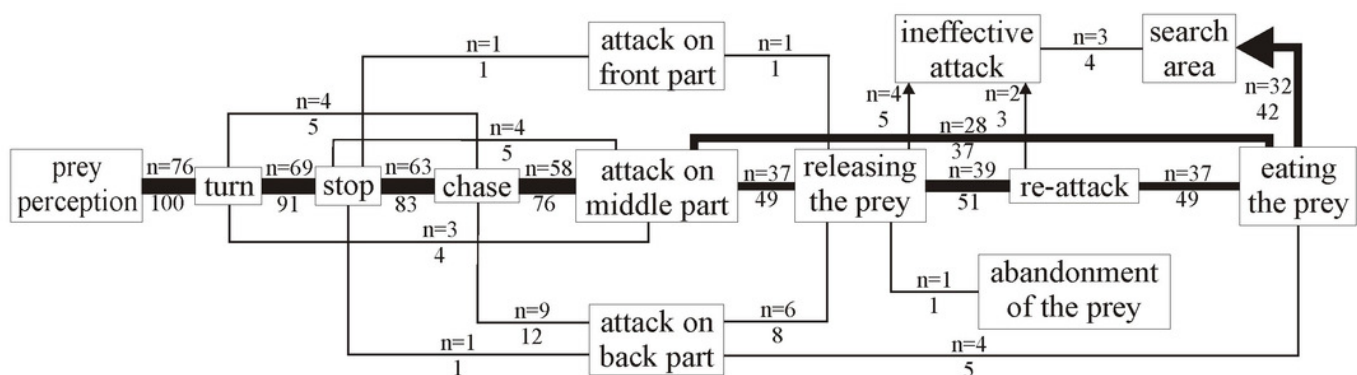 n=1
1
attack on
front part
n=1
1
ineffective
attack
n=3
4
search
area
n=4
5
n=4
5
n=4
5
n=2
3
n=32
42
n=28
37
prey
perception
n=76
100
turn
n=69
91
stop
n=63
83
chase
n=58
76
attack on
middle part
n=37
49
releasing
the prey
n=39
51
re-attack
n=37
49
eating
the prey
n=3
4
n=9
12
n=1
1
attack on
back part
n=6
8
n=1
1
abandonment
of the prey
n=4
5